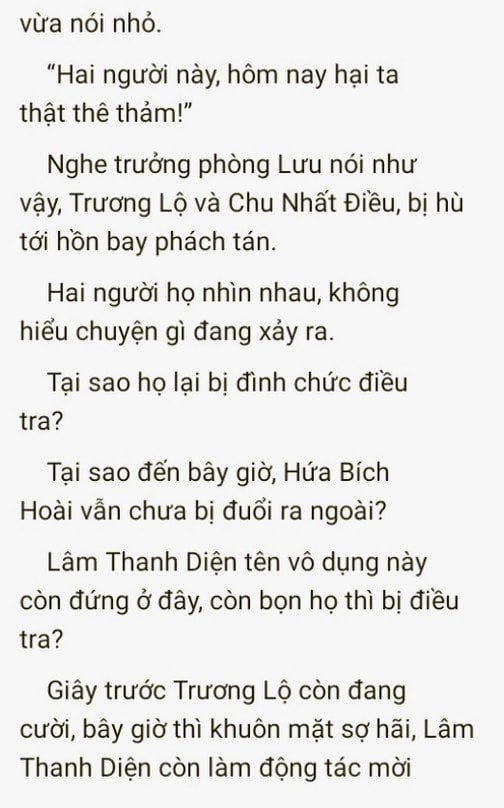 vừa nói nhỏ.
“Hai người này, hôm nay hại ta
thật thê thảm!”
Nghe trưởng phòng Lưu nói như
vậy, Trương Lộ và Chu Nhất Điều, bị hù
tới hồn bay phách tán.
Hai người họ nhìn nhau, không
hiểu chuyện gì đang xảy ra.
Tại sao họ lại bị đình chức điều
tra?
Tại sao đến bây giờ, Hứa Bích
Hoài vẫn chưa bị đuổi ra ngoài?
Lâm Thanh Diện tên vô dụng này
còn đứng ở đây, còn bọn họ thì bị điều
tra?
Giây trước Trương Lộ còn đang
cười, bây giờ thì khuôn mặt sợ hãi, Lâm
Thanh Diện còn làm động tác mời